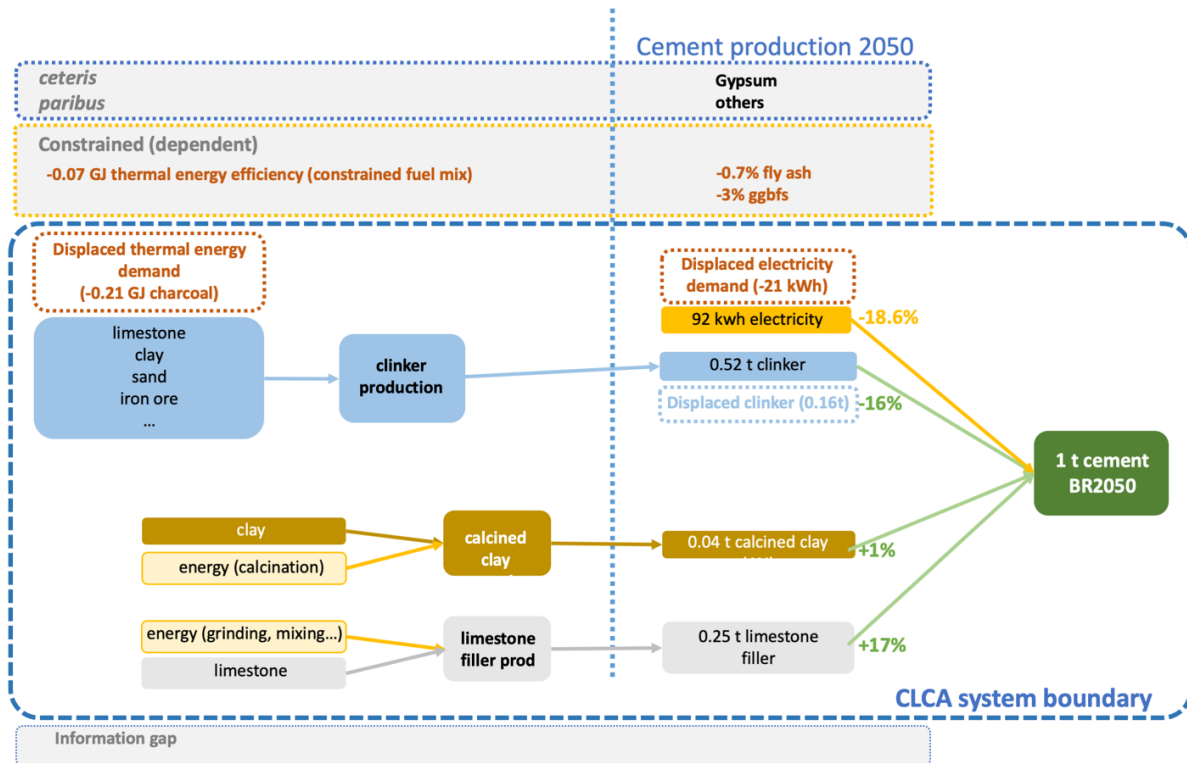 Cement production 2050
ceteris
paribus
Gypsum
others
Constrained (dependent)
-0.07 GJ thermal energy efficiency (constrained fuel mix)
-0.7% fly ash
-3% ggbfs
Displaced thermal energy
demand
(-0.21 GJ charcoal)
Displaced electricity
demand (-21 kWh)
limestone
clay
sand
iron ore
...
clinker
production
92 kwh electricity
-18.6%
0.52 t clinker
Displaced clinker (0.16t)
-16%
1 t cement
BR2050
clay
energy (calcination)
calcined
clay
0.04 t calcined clay
+1%
energy (grinding, mixing...)
limestone
limestone
filler prod
0.25 t limestone
filler
+17%
CLCA system boundary
Information gap